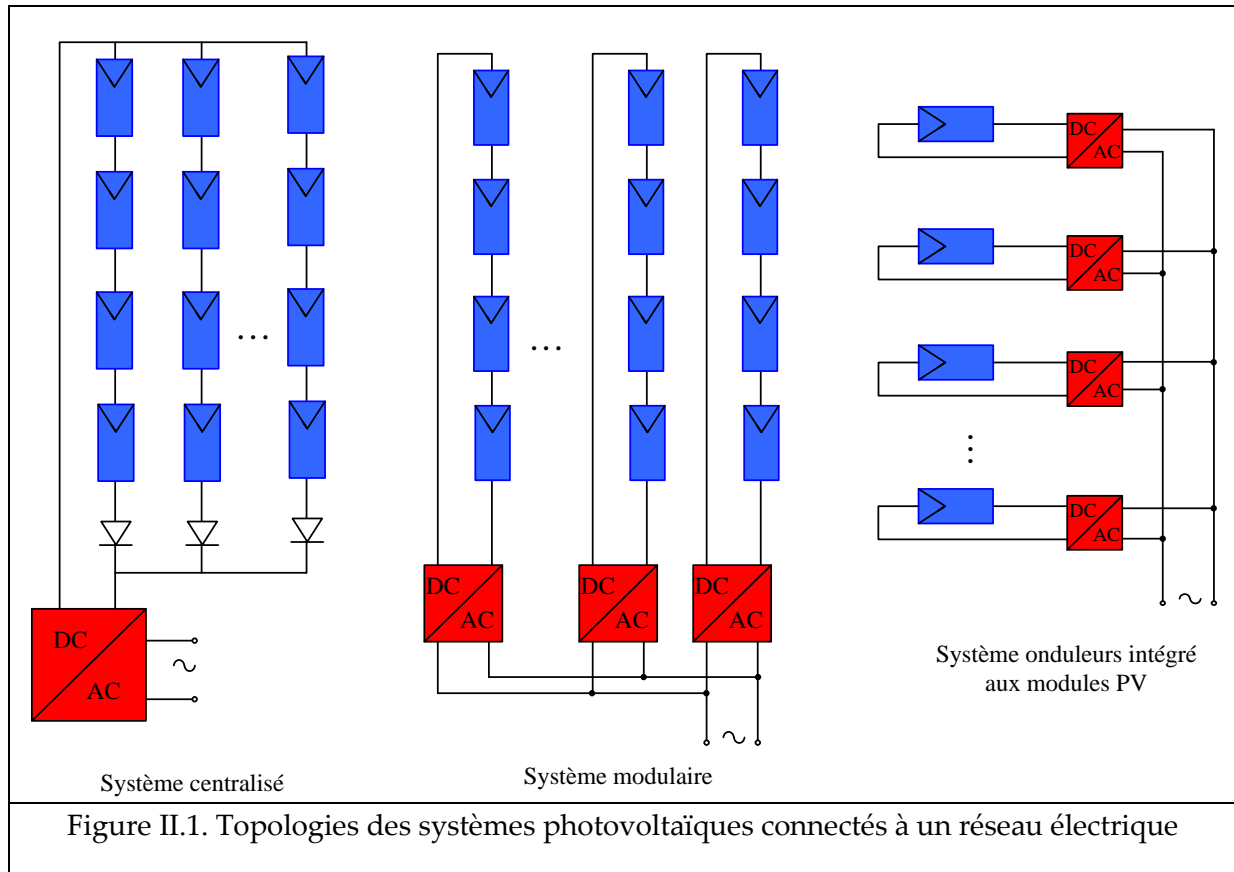 DC
AC
∼
Système centralisé
...
DC
AC
DC
AC
DC
AC
...
∼
Système modulaire
DC
AC
DC
AC
DC
AC
...
DC
AC
∼
Système onduleurs intégré
aux modules PV
Figure II.1. Topologies des systèmes photovoltaïques connectés à un réseau électrique